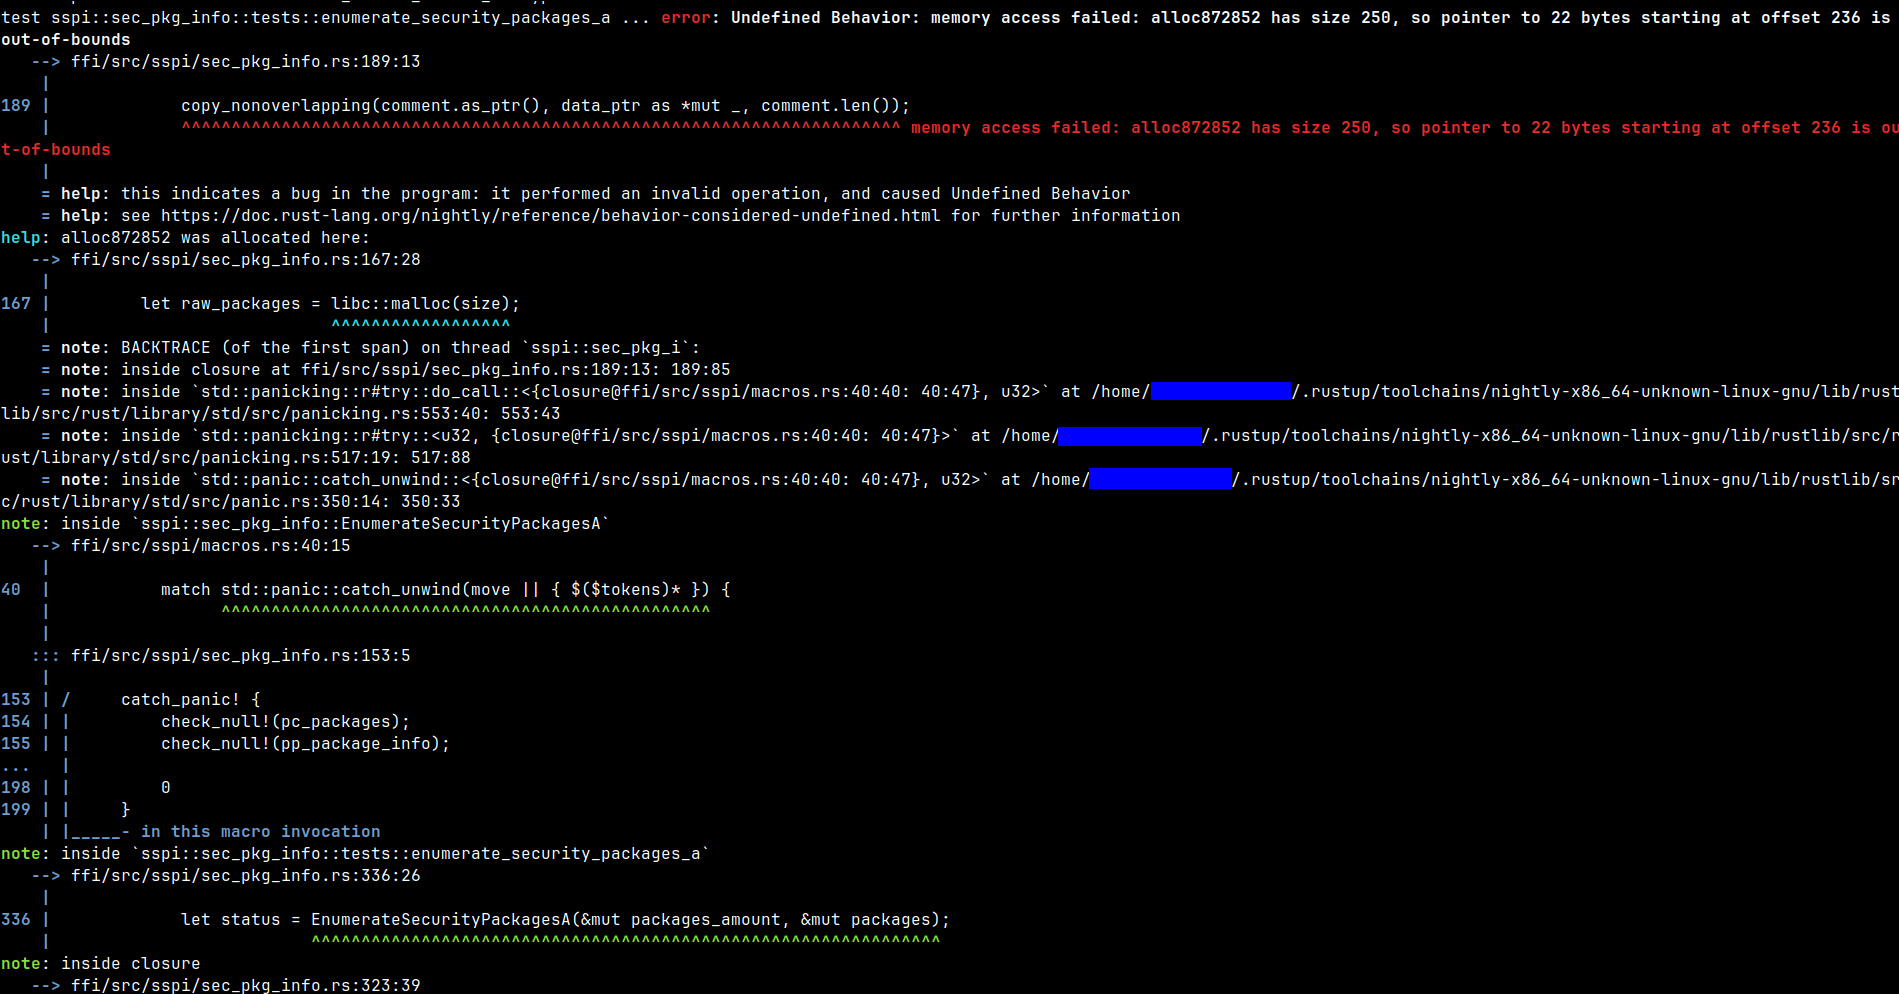 test sspi::sec_pkg_info::tests::enumerate_security_packages_a ... error: Undefined Behavior: memory access failed: alloc872852 has size 250, so pointer to 22 bytes starting at offset 236 is
out-of-bounds
   --> ffi/src/sspi/sec_pkg_info.rs:189:13
    |
189 |             copy_nonoverlapping(comment.as_ptr(), data_ptr as *mut _, comment.len());
    |             ^^^^^^^^^^^^^^^^^^^^^^^^^^^^^^^^^^^^^^^^^^^^^^^^^^^^^^^^^^^^^^^^^^^^^^^^ memory access failed: alloc872852 has size 250, so pointer to 22 bytes starting at offset 236 is ou
t-of-bounds
    |
    = help: this indicates a bug in the program: it performed an invalid operation, and caused Undefined Behavior
    = help: see https://doc.rust-lang.org/nightly/reference/behavior-considered-undefined.html for further information
help: alloc872852 was allocated here:
   --> ffi/src/sspi/sec_pkg_info.rs:167:28
    |
167 |         let raw_packages = libc::malloc(size);
    |                            ^^^^^^^^^^^^^^^^^^
    = note: BACKTRACE (of the first span) on thread `sspi::sec_pkg_i`:
    = note: inside closure at ffi/src/sspi/sec_pkg_info.rs:189:13: 189:85
    = note: inside `std::panicking::r#try::do_call::<{closure@ffi/src/sspi/macros.rs:40:40: 40:47}, u32>` at /home/ /.rustup/toolchains/nightly-x86_64-unknown-linux-gnu/lib/rust
lib/src/rust/library/std/src/panicking.rs:553:40: 553:43
    = note: inside `std::panicking::r#try::<u32, {closure@ffi/src/sspi/macros.rs:40:40: 40:47}>` at /home/ /.rustup/toolchains/nightly-x86_64-unknown-linux-gnu/lib/rustlib/src/r
ust/library/std/src/panicking.rs:517:19: 517:88
    = note: inside `std::panic::catch_unwind::<{closure@ffi/src/sspi/macros.rs:40:40: 40:47}, u32>` at /home/ /.rustup/toolchains/nightly-x86_64-unknown-linux-gnu/lib/rustlib/sr
c/rust/library/std/src/panic.rs:350:14: 350:33
note: inside `sspi::sec_pkg_info::EnumerateSecurityPackagesA`
   --> ffi/src/sspi/macros.rs:40:15
    |
40  |           match std::panic::catch_unwind(move || { $($tokens)* }) {
    |                 ^^^^^^^^^^^^^^^^^^^^^^^^^^^^^^^^^^^^^^^^^^^^^^^^^
    |
   ::: ffi/src/sspi/sec_pkg_info.rs:153:5
    |
153 | /     catch_panic! {
154 | |         check_null!(pc_packages);
155 | |         check_null!(pp_package_info);
...   |
198 | |         0
199 | |     }
    | |_____- in this macro invocation
note: inside `sspi::sec_pkg_info::tests::enumerate_security_packages_a`
   --> ffi/src/sspi/sec_pkg_info.rs:336:26
    |
336 |             let status = EnumerateSecurityPackagesA(&mut packages_amount, &mut packages);
    |                          ^^^^^^^^^^^^^^^^^^^^^^^^^^^^^^^^^^^^^^^^^^^^^^^^^^^^^^^^^^^^^^^
note: inside closure
   --> ffi/src/sspi/sec_pkg_info.rs:323:39